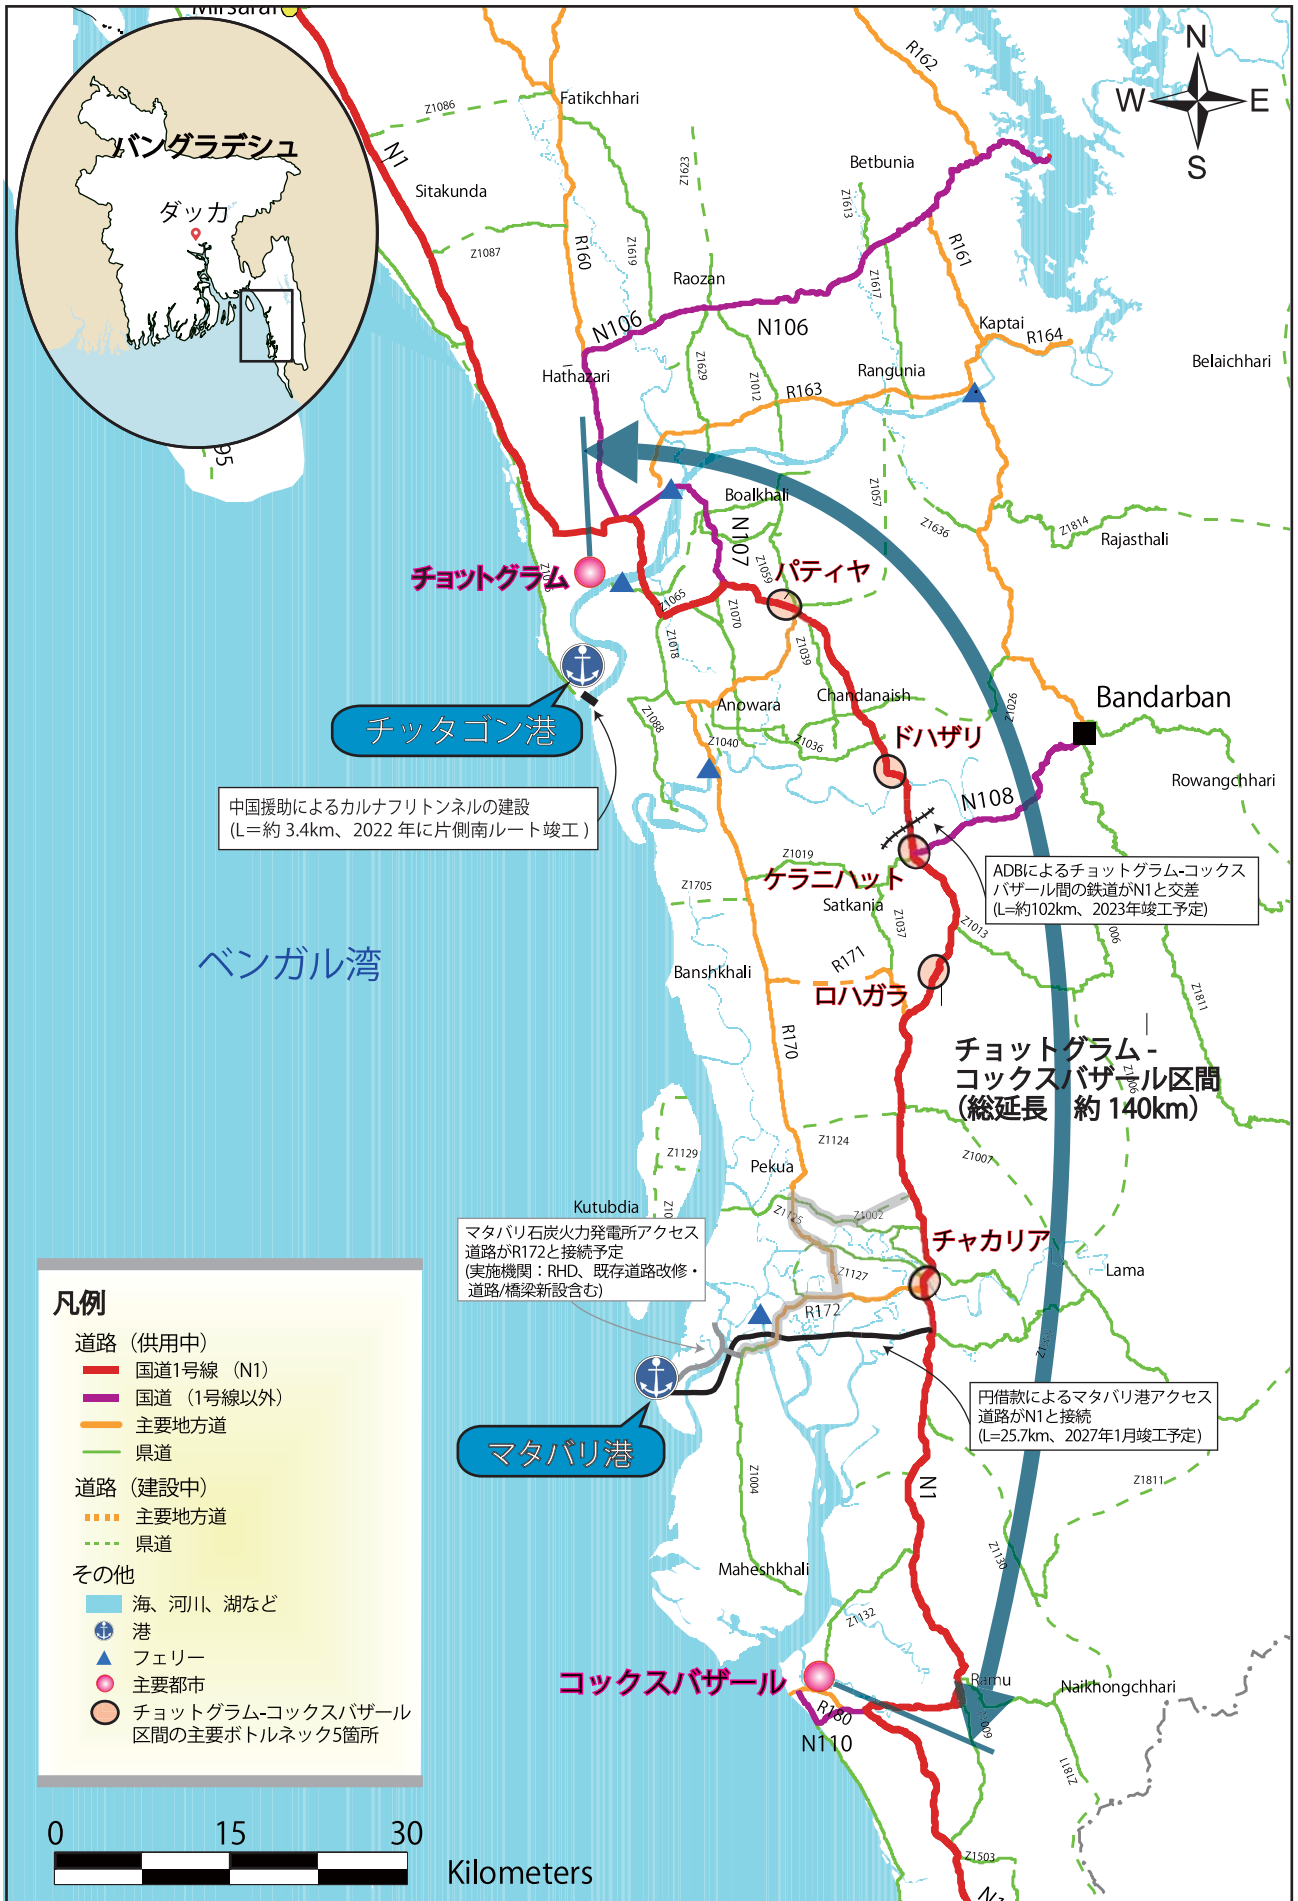 Mirsarai
N
W
E
S
バングラデシュ
ダッカ
R162
Z1086
Fatikchhari
N1
Sitakunda
Z1623
Betbunia
Z1613
Z1087
R160
Z1619
R161
Raozan
Z1617
N106
N106
Kaptai
R164
Hathazari
Z1629
Z1012
Rangunia
R163
Belaichhari
95
Boalkhali
Z1057
Z1636
Z1814
Rajasthali
N107
Z1059
パティヤ
チョットグラム
Z1065
Z1070
Z1018
Z1039
Chandanaish
Anowara
Z1026
Bandarban
チッタゴン港
Z1088
Z1040
Z1036
ドハザリ
Rowangchhari
中国援助によるカルナフリトンネルの建設
(L＝約 3.4km、2022 年に片側南ルート竣工 )
N108
Z1019
ケラニハット
ADBによるチョットグラム-コックス
バザール間の鉄道がN1と交差
(L=約102km、2023年竣工予定)
Z1705
Satkania
Z1037
Z1013
006
ベンガル湾
Banshkhali
R171
ロハガラ
Z1811
R170
チョットグラム -
コックスバザール区間
（総延長　約 140km）
Z1006
Z1124
Z1007
Z1129
Pekua
Kutubdia
Z10
Z1125
Z1002
マタバリ石炭火力発電所アクセス
道路がR172と接続予定
(実施機関：RHD、既存道路改修・
道路/橋梁新設含む)
チャカリア
Z1127
Lama
R172
円借款によるマタバリ港アクセス
道路がN1と接続
(L=25.7km、2027年1月竣工予定)
マタバリ港
Z1004
N1
Z1811
Z1130
Maheshkhali
Z1132
コックスバザール
Ramu
Naikhongchhari
R180
N110
009
Z1811
Z1503
N1
凡例
道路（供用中）
国道1号線 （N1）
国道 （1号線以外）
主要地方道
県道
道路（建設中）
主要地方道
県道
その他
海、河川、湖など
港
フェリー
主要都市
チョットグラム-コックスバザール
区間の主要ボトルネック5箇所
0
15
30
Kilometers